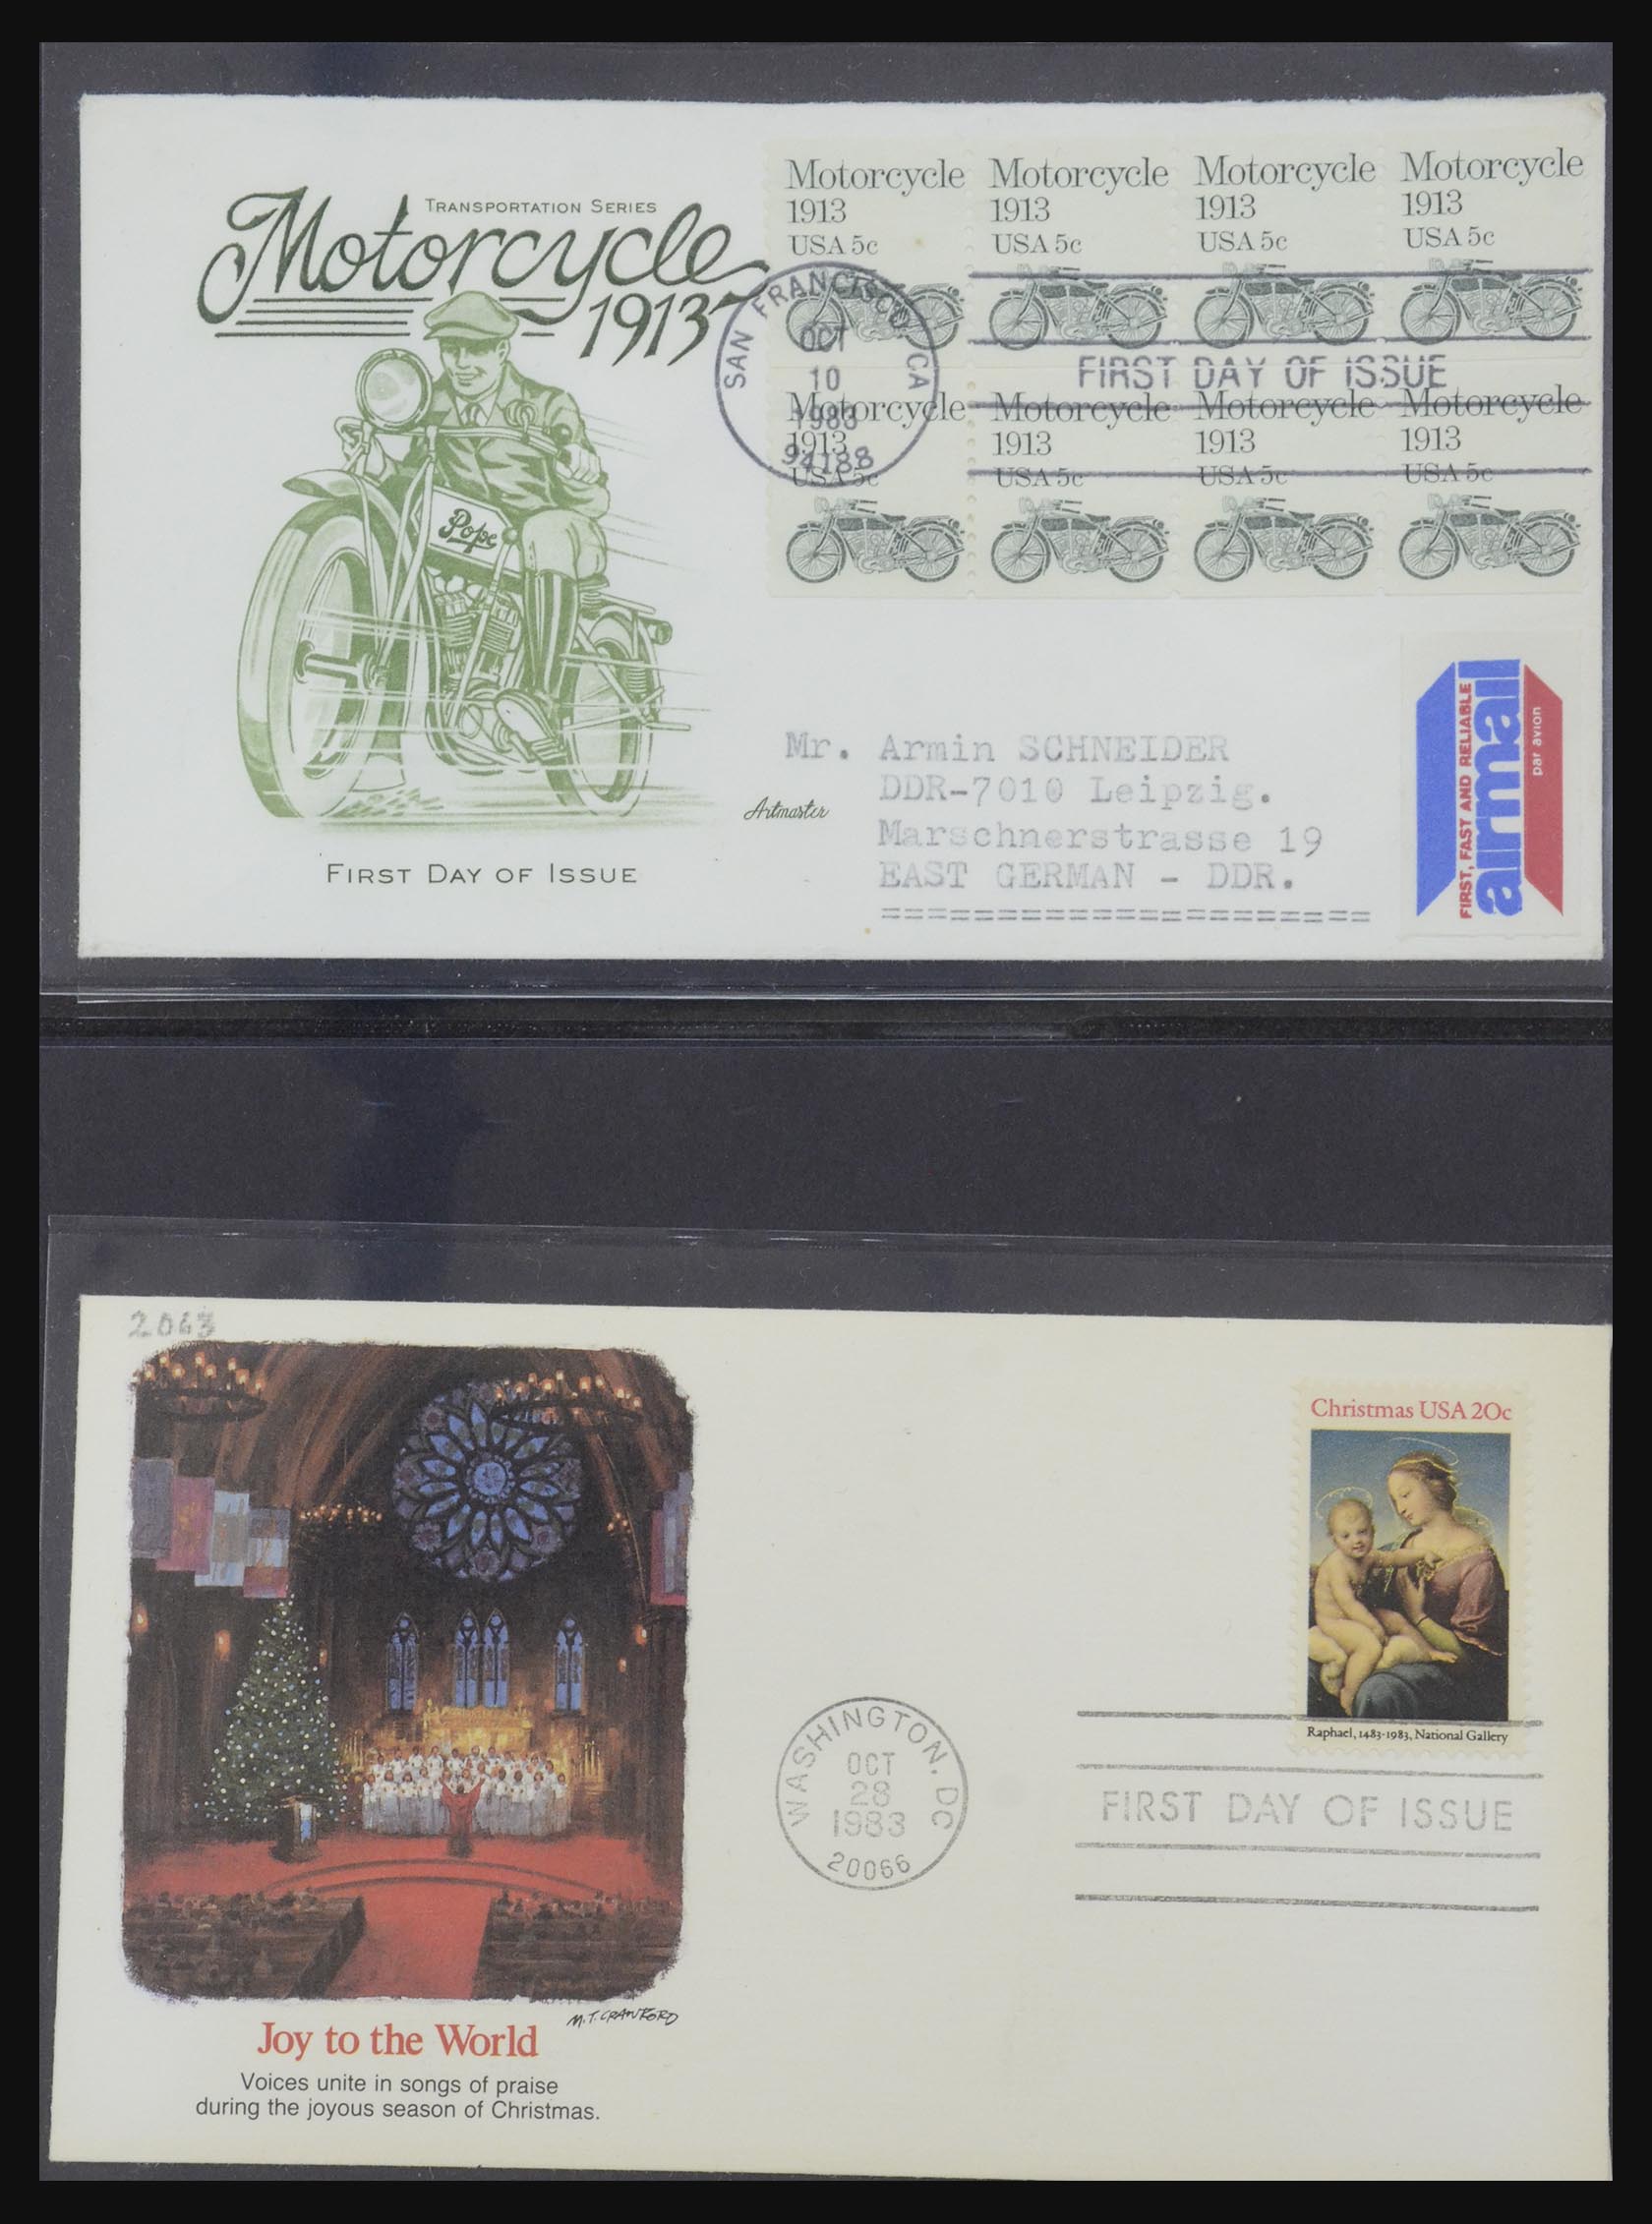 TRANSPORTATION SERIES
Motorcycle
1913
Pope
Artmaster
FIRST DAY OF ISSUE
Motorcycle Motorcycle Motorcycle Motorcycle
1913 1913 1913 1913
USA 5c USA 5c USA 5c USA 5c
SAN FRANCISCO CA
OCT
10
1983
94188
FIRST DAY OF ISSUE
Motorcycle Motorcycle Motorcycle Motorcycle
1913 1913 1913 1913
USA 5c USA 5c USA 5c USA 5c
Mr. Armin SCHNEIDER
DDR-7010 Leipzig.
Marschnerstrasse 19
EAST GERMAN - DDR.
=====================
FIRST, FAST AND RELIABLE
airmail
par avion
2063
Christmas USA 20c
Raphael, 1483-1983, National Gallery
WASHINGTON, DC
OCT
28
1983
20066
FIRST DAY OF ISSUE
M.T. CRAWFORD
Joy to the World
Voices unite in songs of praise
during the joyous season of Christmas.